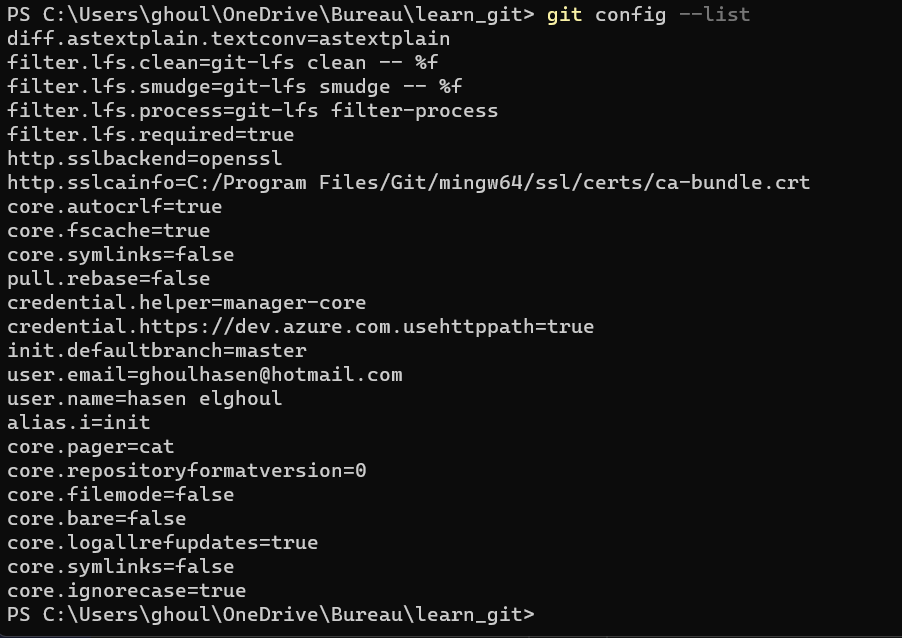 PS C:\Users\ghoul\OneDrive\Bureau\learn_git> git config --list
diff.astextplain.textconv=astextplain
filter.lfs.clean=git-lfs clean -- %f
filter.lfs.smudge=git-lfs smudge -- %f
filter.lfs.process=git-lfs filter-process
filter.lfs.required=true
http.sslbackend=openssl
http.sslcainfo=C:/Program Files/Git/mingw64/ssl/certs/ca-bundle.crt
core.autocrlf=true
core.fscache=true
core.symlinks=false
pull.rebase=false
credential.helper=manager-core
credential.https://dev.azure.com.usehttppath=true
init.defaultbranch=master
user.email=ghoulhasen@hotmail.com
user.name=hasen elghoul
alias.i=init
core.pager=cat
core.repositoryformatversion=0
core.filemode=false
core.bare=false
core.logallrefupdates=true
core.symlinks=false
core.ignorecase=true
PS C:\Users\ghoul\OneDrive\Bureau\learn_git>